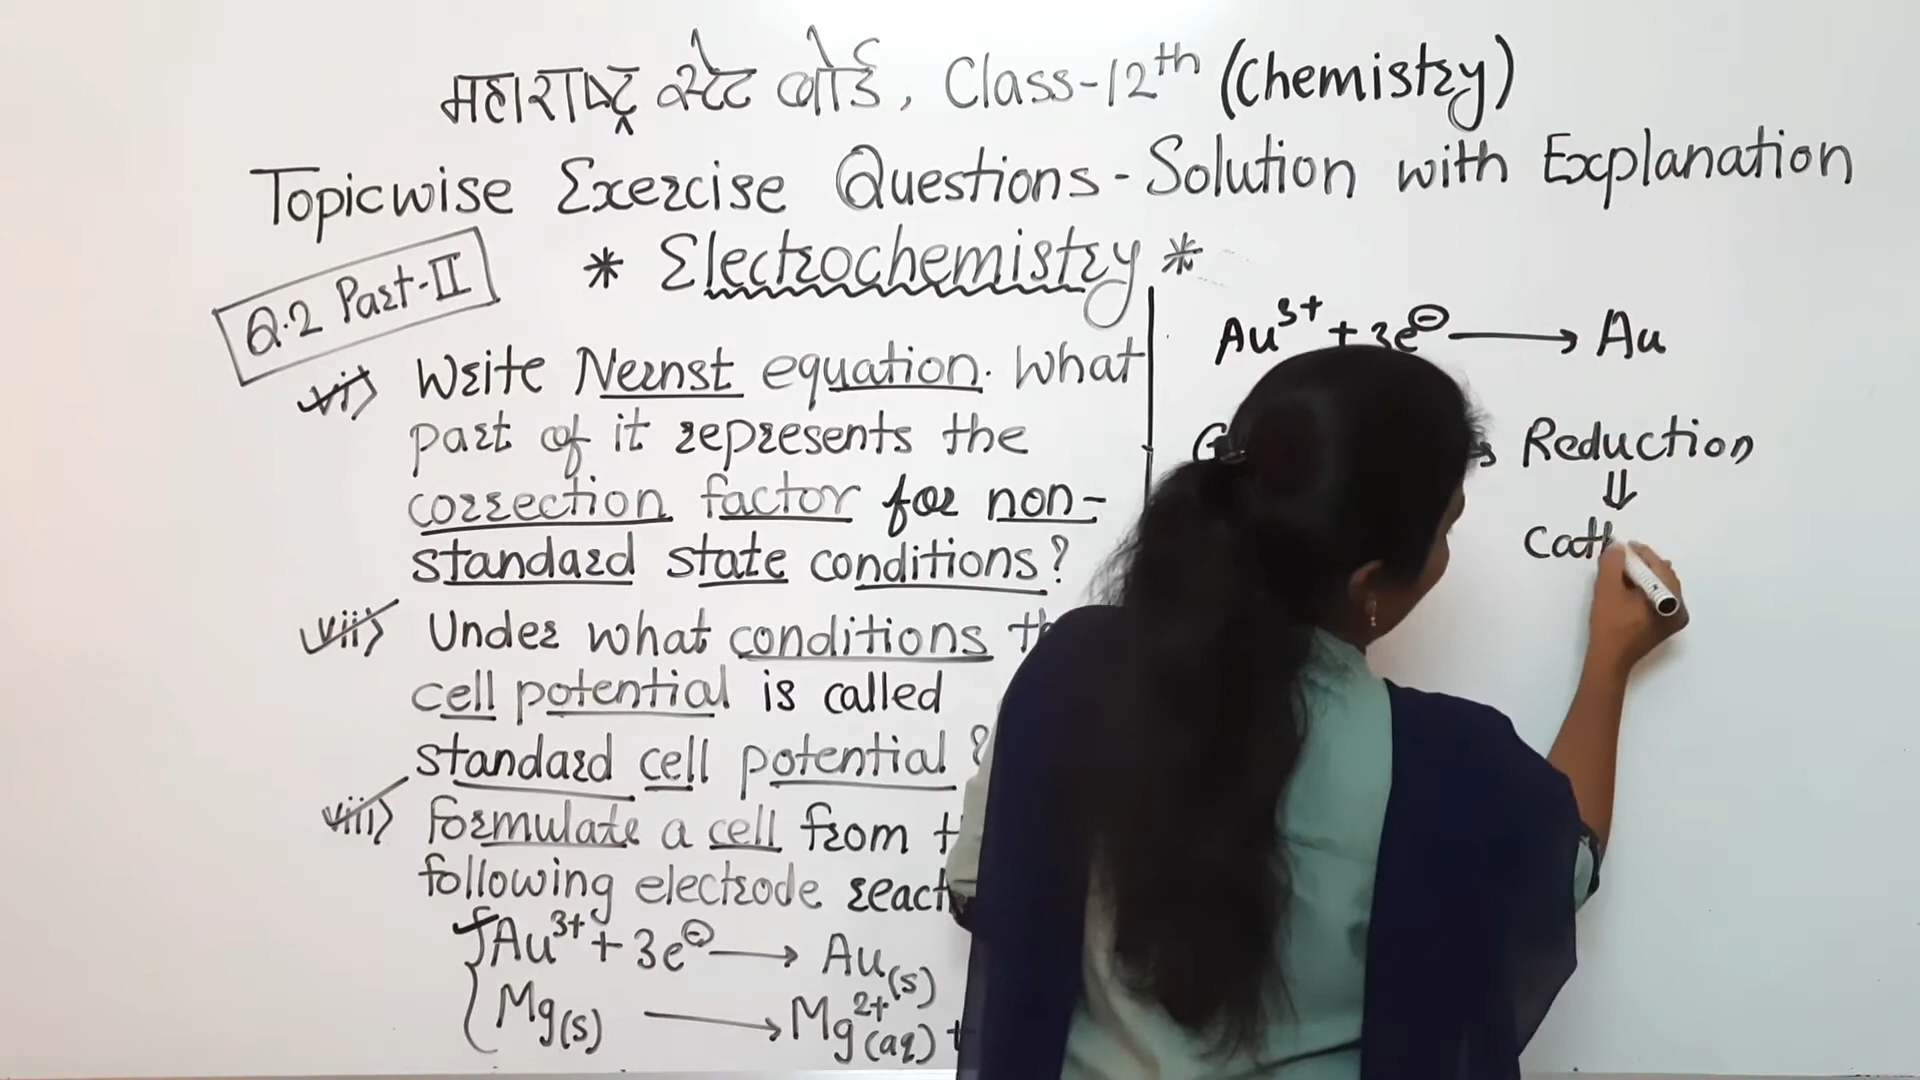 महाराष्ट्र स्टेट बोर्ड, Class-12th (Chemistry)
Topicwise Exercise Questions-Solution with Explanation
* Electrochemistry *
Q.2 Part-II
vi) Write Nernst equation. What
part of it represents the
correction factor for non-
standard state conditions?
vii) Under what conditions
cell potential is called
standard cell potential?
viii) Formulate a cell from
following electrode
Au3+ + 3e⊖ → Au(s)
Mg(s) → Mg2+(aq) +
Au3+ + 3e⊖ → Au
Reduction
⇓